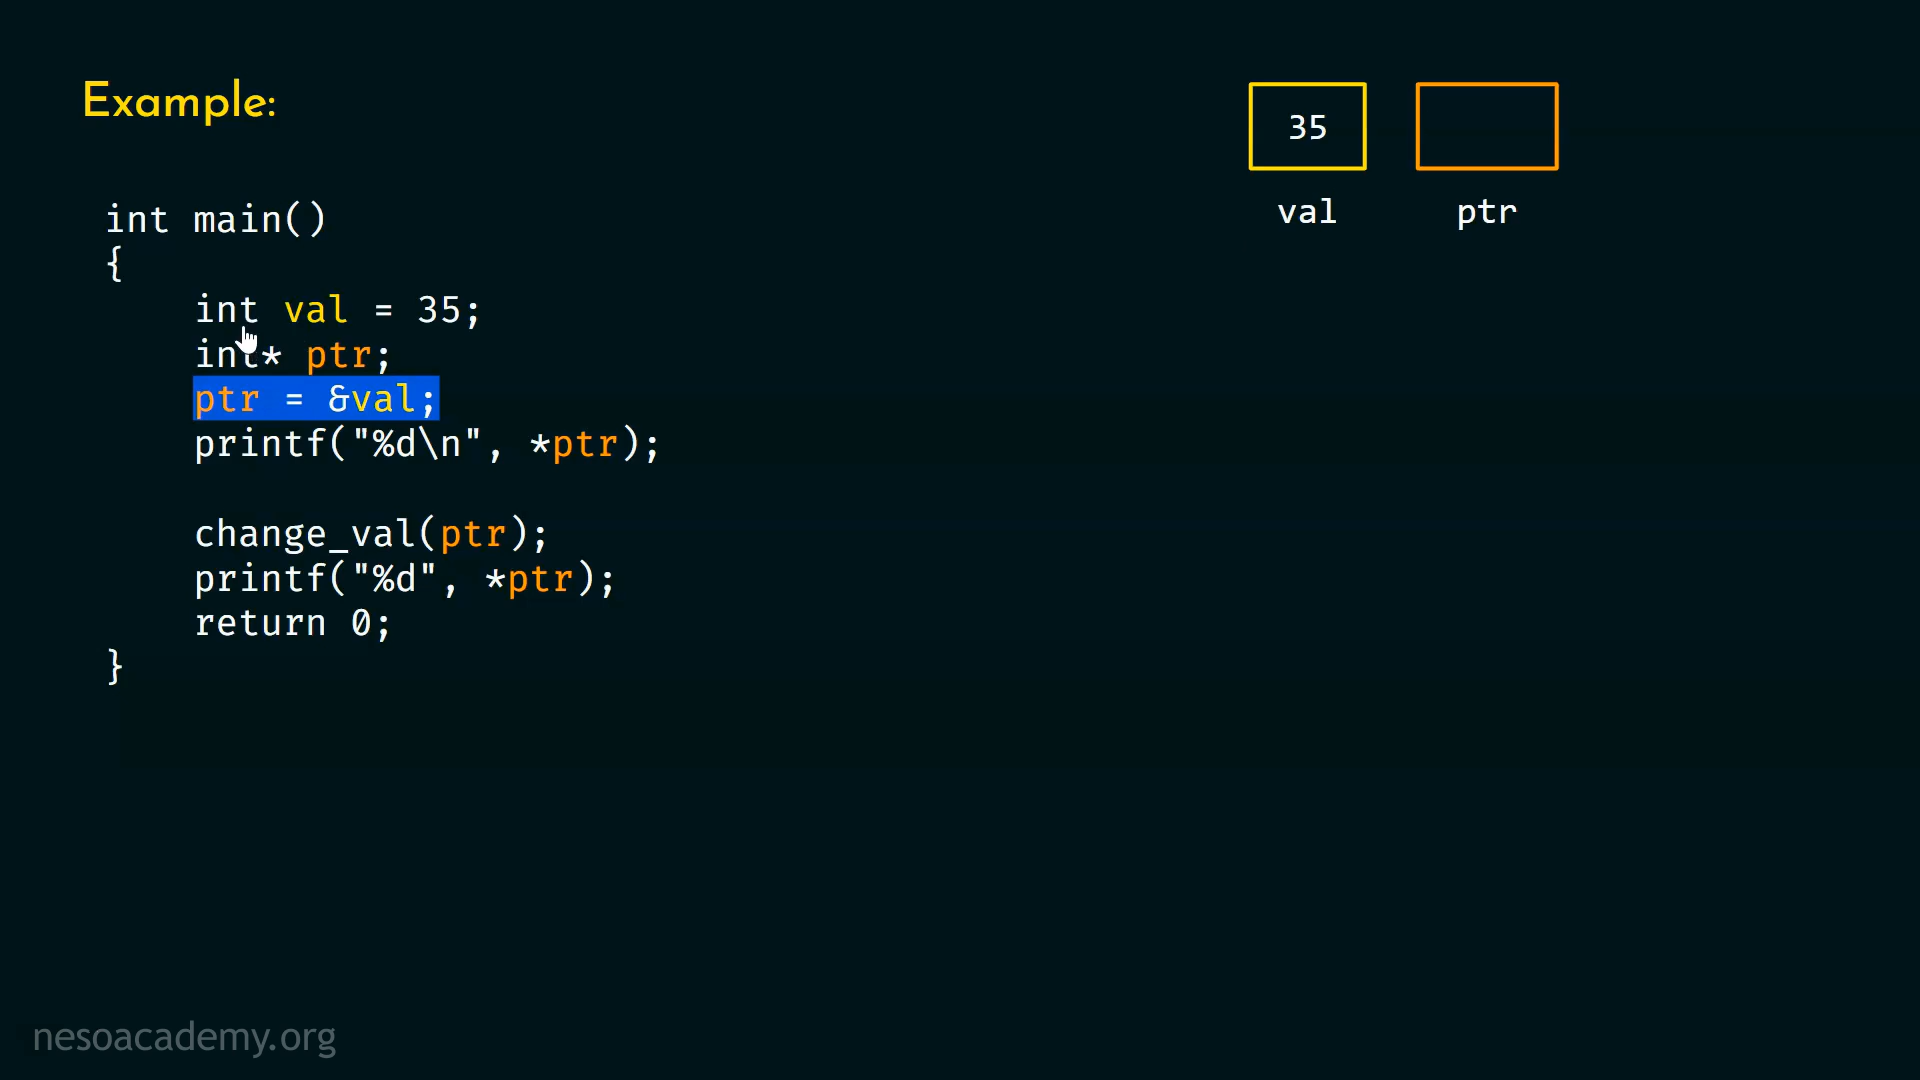 Example:
35
val
ptr
int main()
{
int val = 35;
int* ptr;
ptr = &val;
printf("%d\n", *ptr);
change_val(ptr);
printf("%d", *ptr);
return 0;
}
nesoacademy.org